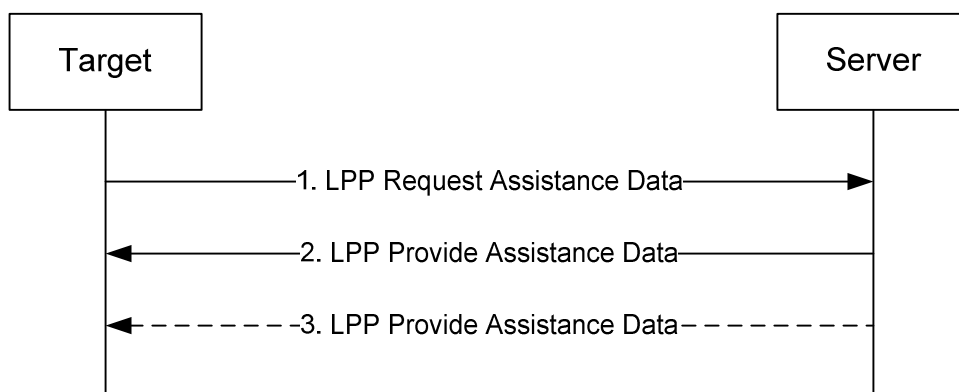 Target
Server
1. LPP Request Assistance Data
2. LPP Provide Assistance Data
3. LPP Provide Assistance Data